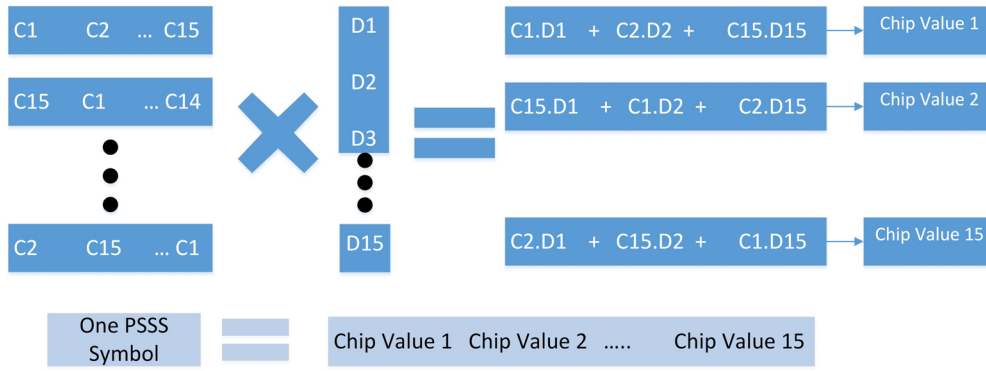 C1 C2 ... C15
D1
C1.D1 + C2.D2 + C15.D15
Chip Value 1
C15 C1 ...C14
D2
C15.D1 + C1.D2 + C2.D15
Chip Value 2
D3
C2 C15 ...C1
D15
C2.D1 + C15.D2 + C1.D15
Chip Value 15
One PSSS
Symbol
Chip Value 1 Chip Value 2 ..... Chip Value 15